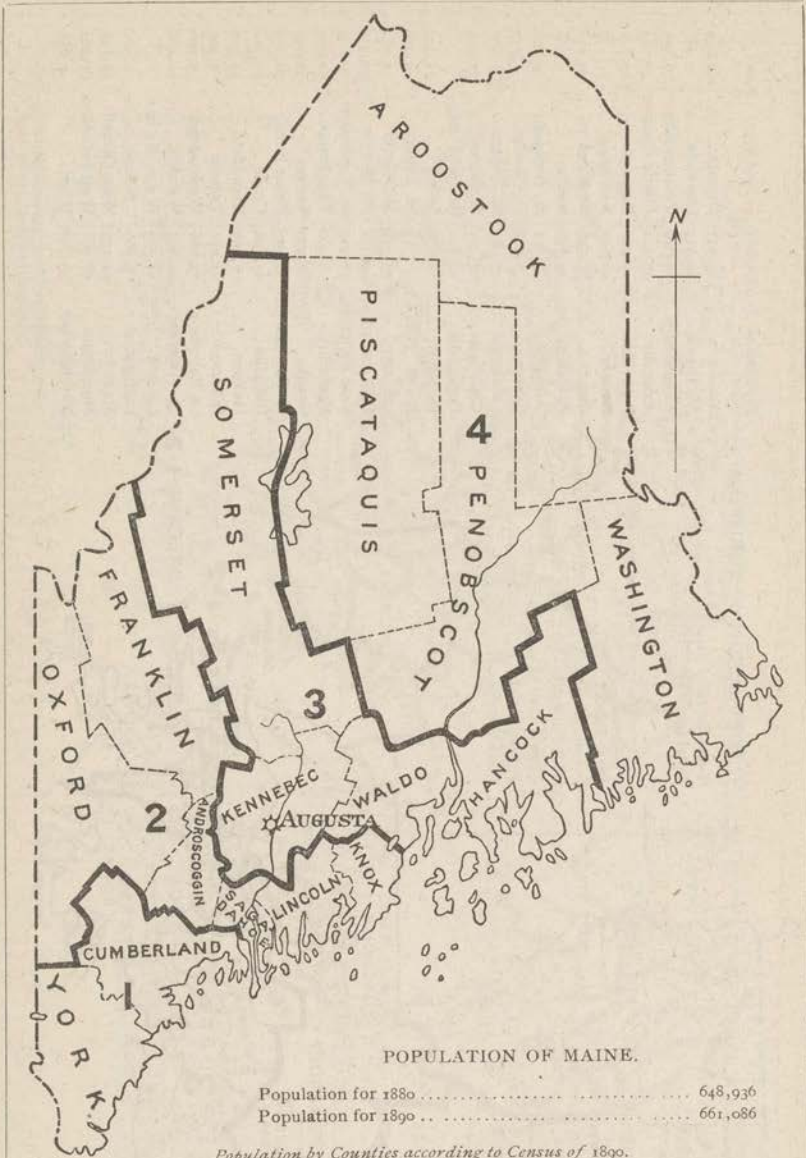 AROOSTOOK
N
PISCATAQUIS
SOMERSET
4
PENOBSCOT
WASHINGTON
FRANKLIN
OXFORD
3
HANCOCK
WALDO
KENNEBEC
AUGUSTA
2
ANDROSCOGGIN
KNOX
LINCOLN
SAGADAHOC
CUMBERLAND
1
YORK
POPULATION OF MAINE.
Population for 1880 ........................................ 648,936
Population for 1890 ........................................ 661,086
Population by Counties according to Census of 1890.